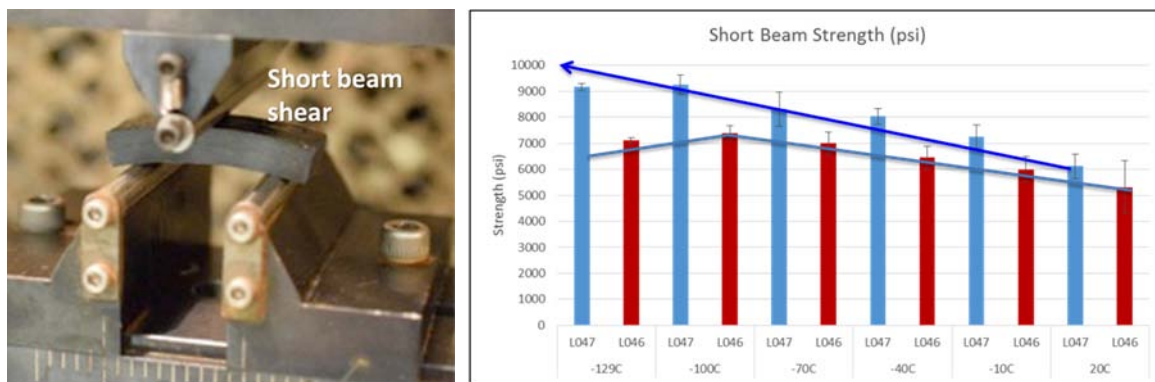 Short beam
shear
Short Beam Strength (psi)
Strength (psi)
10000
9000
8000
7000
6000
5000
4000
3000
2000
1000
0
L047 L046 L047 L046 L047 L046 L047 L046 L047 L046 L047 L046
-129C -100C -70C -40C -10C 20C